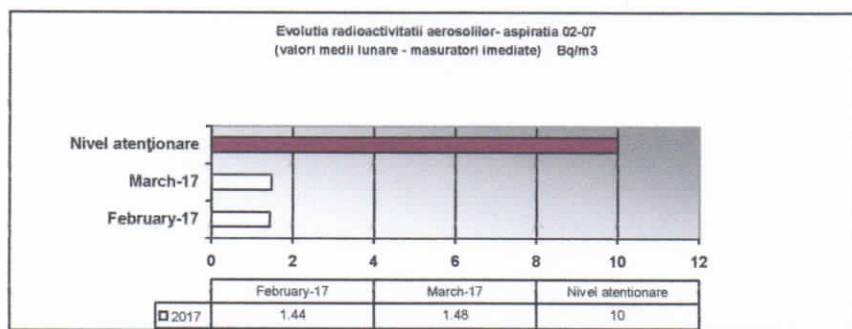 Evolutia radioactivitatii aerosolilor- aspiratia 02-07
(valori medii lunare - masuratori imediate) Bq/m3
Nivel atenţionare
March-17
February-17
0 2 4 6 8 10 12
February-17 March-17 Nivel atentionare
2017 1.44 1.48 10